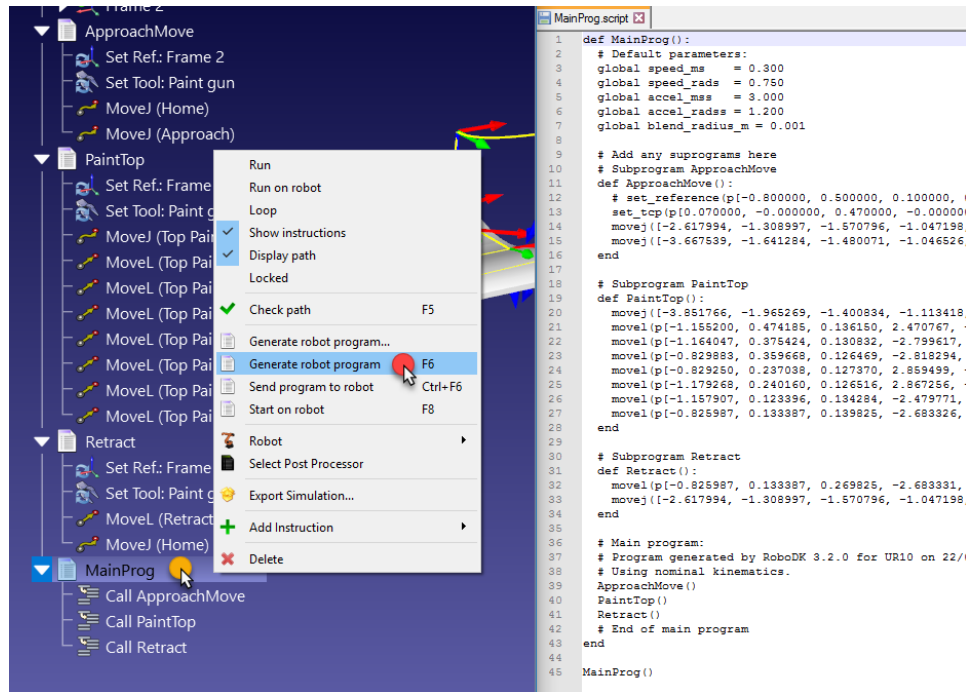 Frame 2
ApproachMove
Set Ref.: Frame 2
Set Tool: Paint gun
MoveJ (Home)
MoveJ (Approach)
PaintTop
Set Ref.: Frame
Set Tool: Paint g
MoveJ (Top Pai
MoveL (Top Pai
MoveL (Top Pai
MoveL (Top Pai
MoveL (Top Pai
MoveL (Top Pai
MoveL (Top Pai
MoveL (Top Pai
Retract
Set Ref.: Frame
Set Tool: Paint g
MoveL (Retract
MoveJ (Home)
MainProg
Call ApproachMove
Call PaintTop
Call Retract
Run
Run on robot
Loop
Show instructions
Display path
Locked
Check path F5
Generate robot program...
Generate robot program F6
Send program to robot Ctrl+F6
Start on robot F8
Robot
Select Post Processor
Export Simulation...
Add Instruction
Delete
MainProg.script
1 def MainProg():
2 # Default parameters:
3 global speed_ms = 0.300
4 global speed_rads = 0.750
5 global accel_mss = 3.000
6 global accel_radss = 1.200
7 global blend_radius_m = 0.001
8
9 # Add any suprograms here
10 # Subprogram ApproachMove
11 def ApproachMove():
12 # set_reference(p[-0.800000, 0.500000, 0.100000,
13 set_tcp(p[0.070000, -0.000000, 0.470000, -0.000000
14 movej([-2.617994, -1.308997, -1.570796, -1.047198
15 movej([-3.667539, -1.641284, -1.480071, -1.046526
16 end
17
18 # Subprogram PaintTop
19 def PaintTop():
20 movej([-3.851766, -1.965269, -1.400834, -1.113418
21 movel(p[-1.155200, 0.474185, 0.136150, 2.470767, -
22 movel(p[-1.164047, 0.375424, 0.130832, -2.799617,
23 movel(p[-0.829883, 0.359668, 0.126469, -2.818294,
24 movel(p[-0.829250, 0.237038, 0.127370, 2.859499, -
25 movel(p[-1.179268, 0.240160, 0.126516, 2.867256, -
26 movel(p[-1.157907, 0.123396, 0.134284, -2.479771,
27 movel(p[-0.825987, 0.133387, 0.139825, -2.683326,
28 end
29
30 # Subprogram Retract
31 def Retract():
32 movel(p[-0.825987, 0.133387, 0.269825, -2.683331,
33 movej([-2.617994, -1.308997, -1.570796, -1.047198
34 end
35
36 # Main program:
37 # Program generated by RoboDK 3.2.0 for UR10 on 22/
38 # Using nominal kinematics.
39 ApproachMove()
40 PaintTop()
41 Retract()
42 # End of main program
43 end
44
45 MainProg()